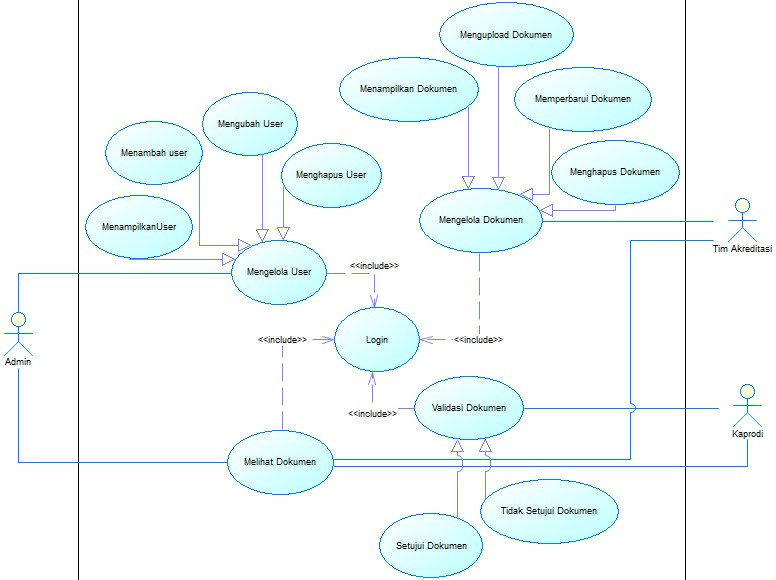 Mengupload Dokumen
Menampilkan Dokumen
Memperbarui Dokumen
Mengubah User
Menambah user
Menghapus User
Menghapus Dokumen
MenampilkanUser
Mengelola Dokumen
Tim Akreditasi
Mengelola User
<<include>>
Login
<<include>>
<<include>>
Admin
Validasi Dokumen
<<include>>
Kaprodi
Melihat Dokumen
Tidak Setujui Dokumen
Setujui Dokumen